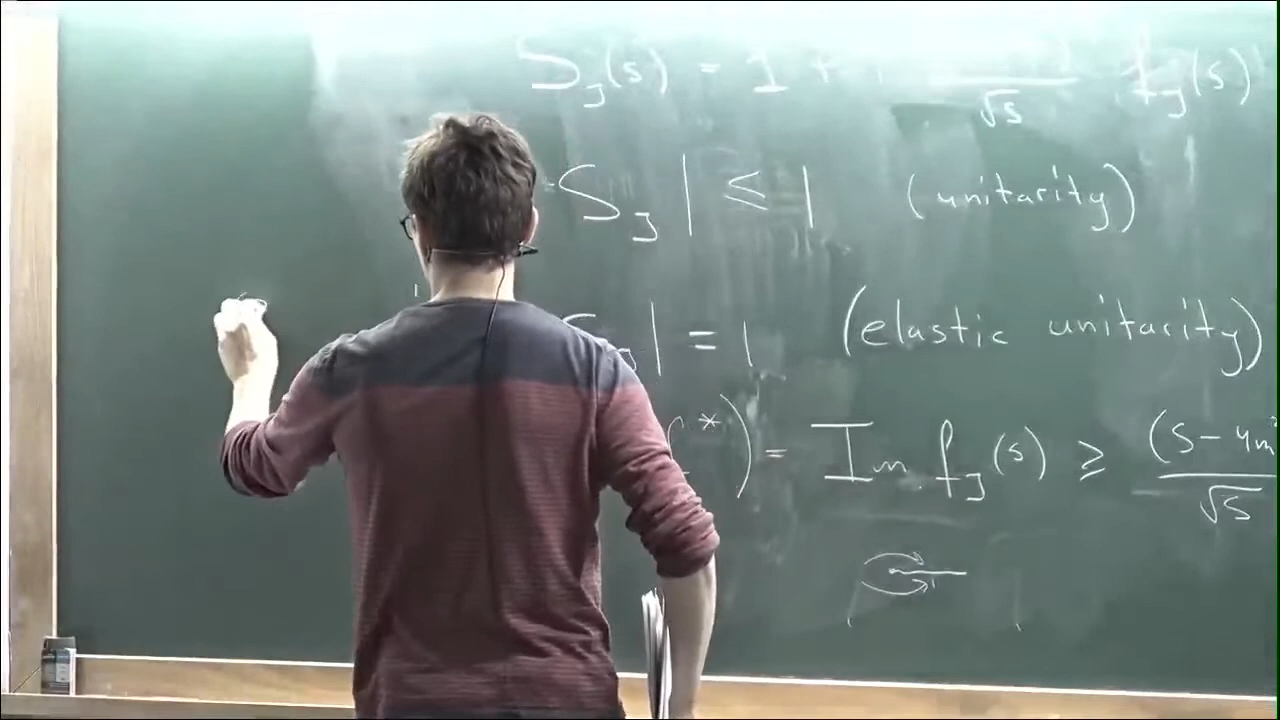 S_J(s) = 1 + i √s f_J(s)
S_J | ≤ 1 (unitarity)
S_J | = 1 (elastic unitarity)
f*) = Im f_J(s) ≥ (s - 4m² / √s